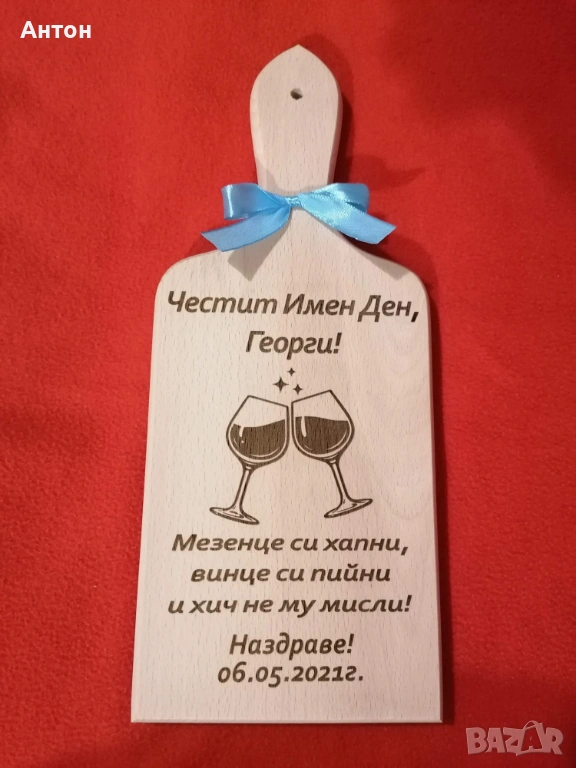 Антон
Честит Имен Ден,
Георги!
Мезенце си хапни,
винце си пийни
и хич не му мисли!
Наздраве!
06.05.2021г.
BAZAR